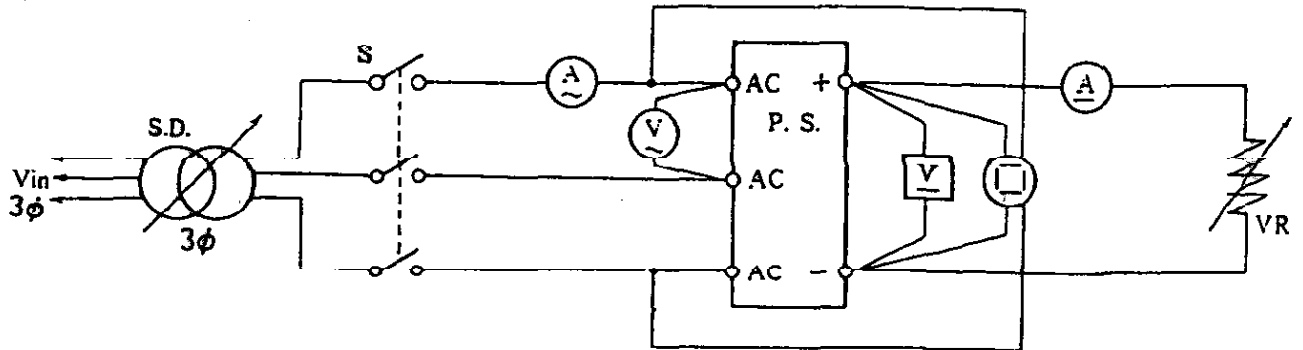 S
A
AC +
A
S.D.
V
P. S.
Vin
AC
V
3φ
3φ
VR
AC −